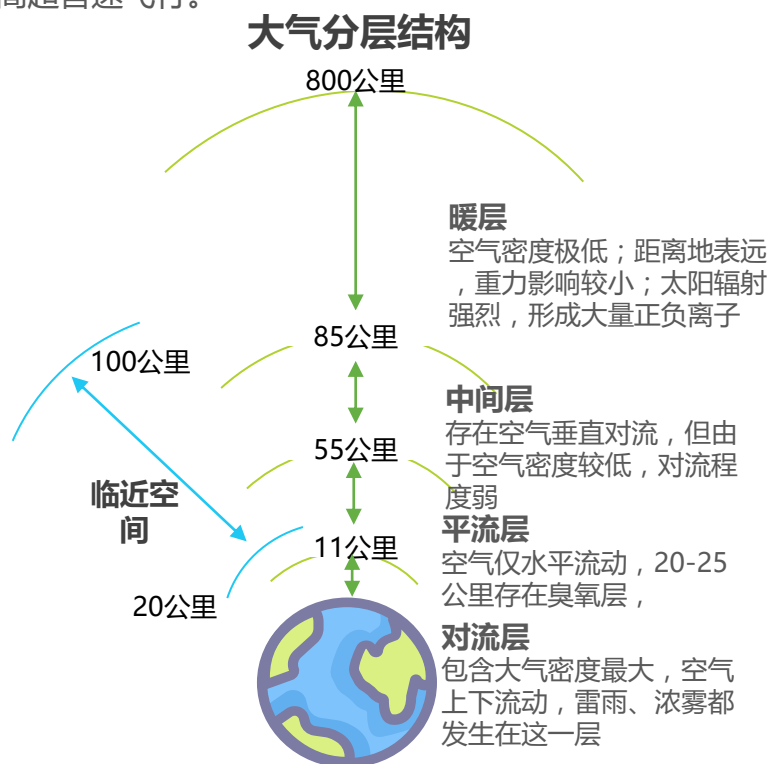 高超音速飞行。
大气分层结构
800公里
暖层
空气密度极低；距离地表远
，重力影响较小；太阳辐射
强烈，形成大量正负离子
85公里
100公里
中间层
存在空气垂直对流，但由
于空气密度较低，对流程
度弱
55公里
临近空
间
平流层
空气仅水平流动，20-25
公里存在臭氧层，
11公里
20公里
对流层
包含大气密度最大，空气
上下流动，雷雨、浓雾都
发生在这一层